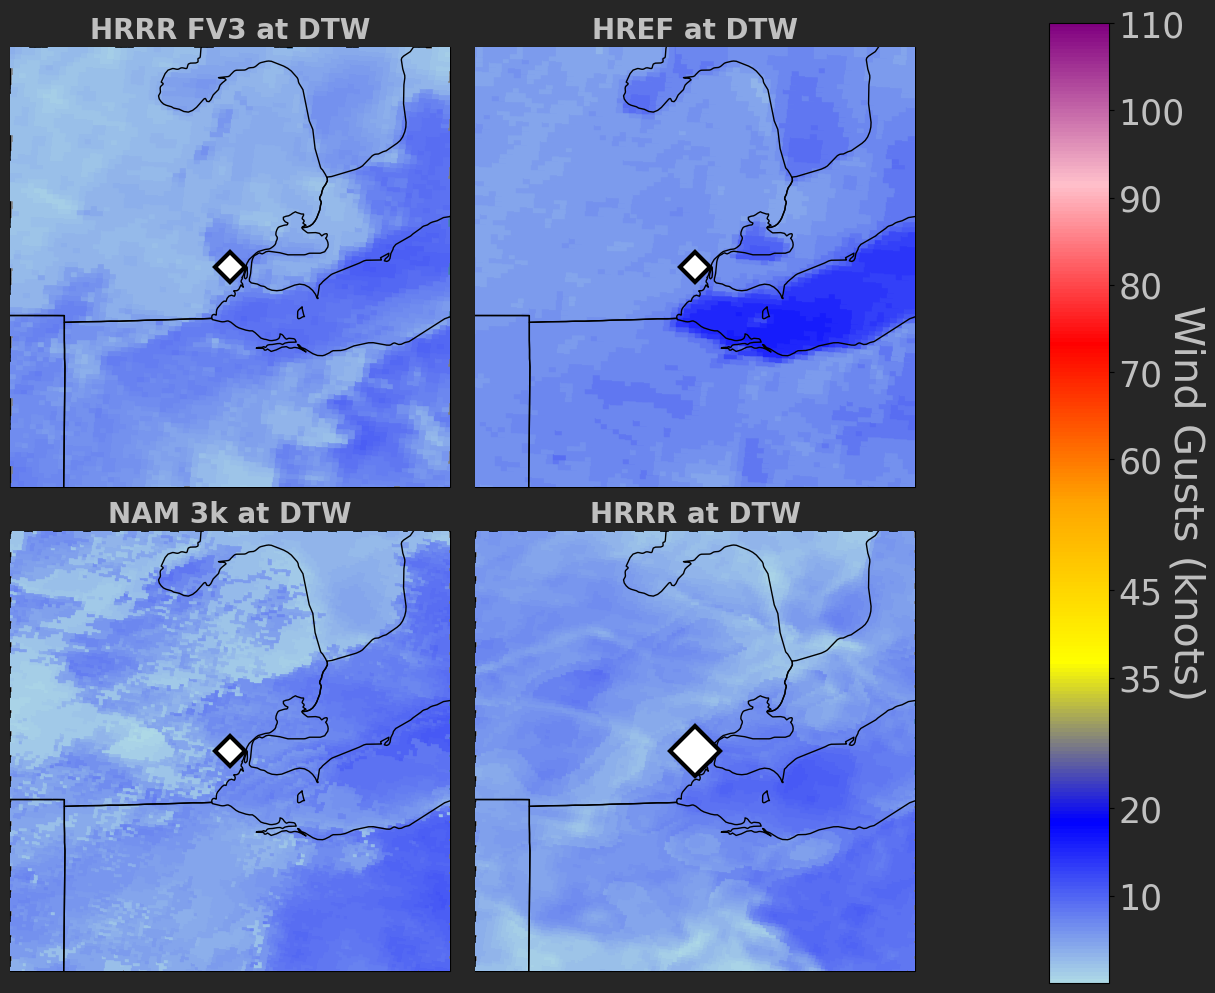 HRRR FV3 at DTW
HREF at DTW
NAM 3k at DTW
HRRR at DTW
110
100
90
80
70
60
45
35
20
10
Wind Gusts (knots)